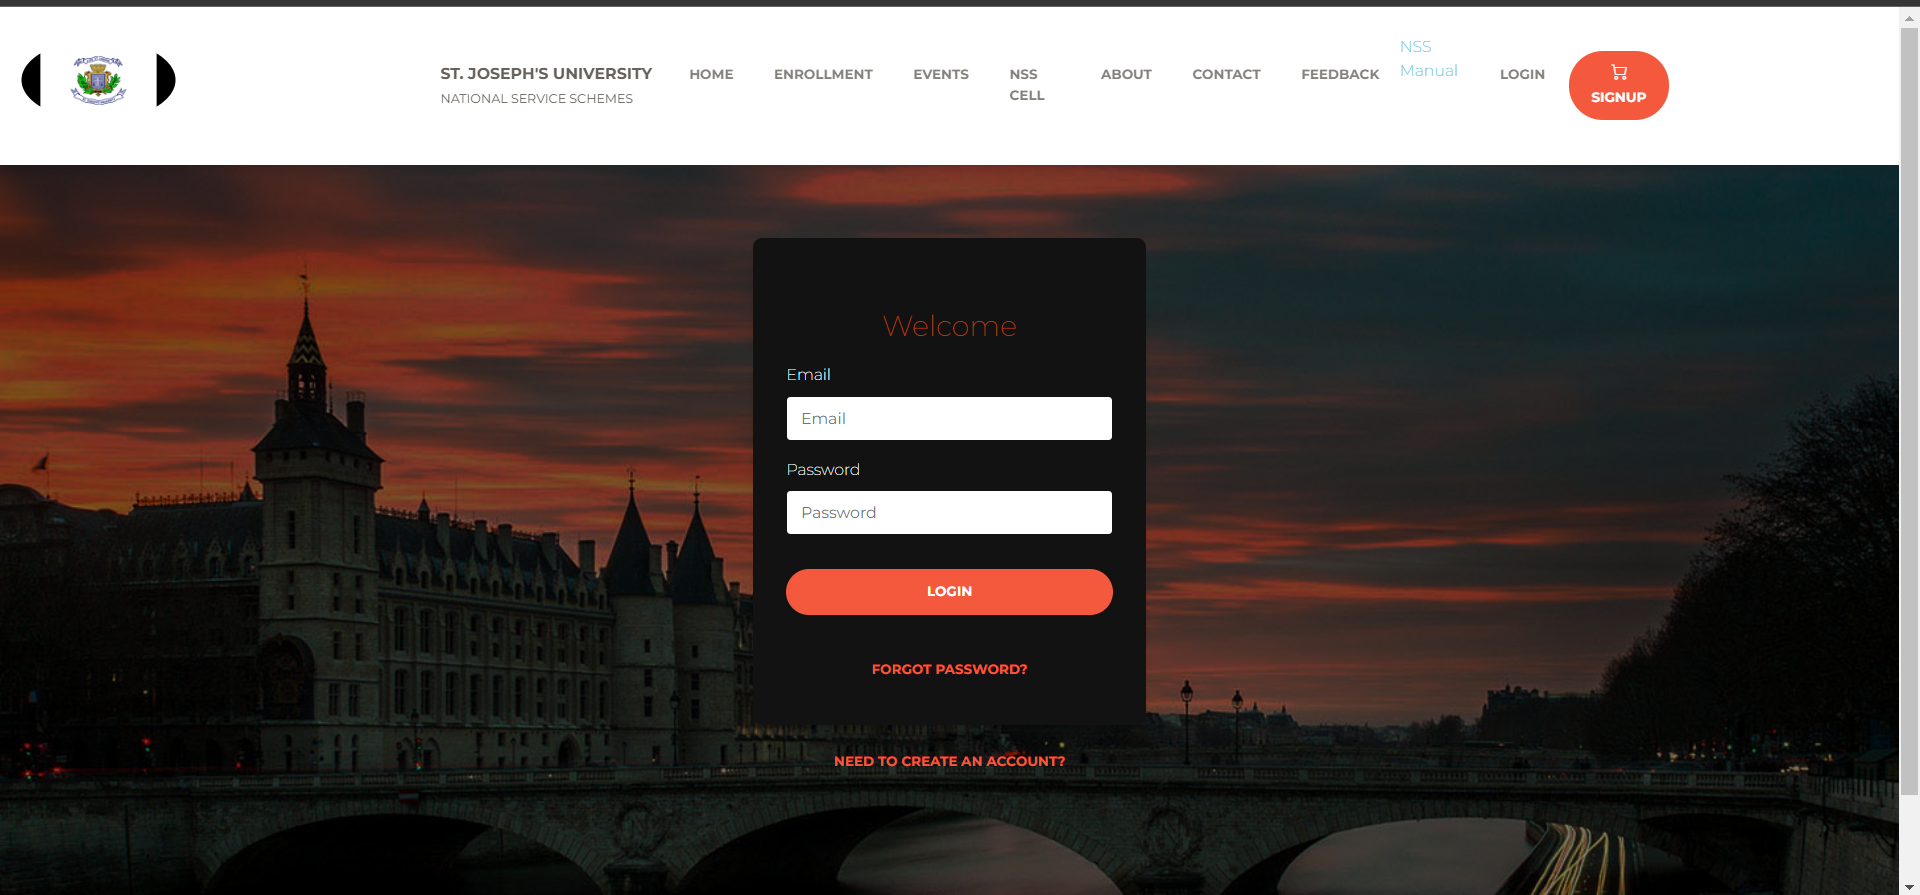 ST. JOSEPH'S UNIVERSITY
NATIONAL SERVICE SCHEMES
HOME
ENROLLMENT
EVENTS
NSS
CELL
ABOUT
CONTACT
FEEDBACK
NSS
Manual
LOGIN
SIGNUP
Welcome
Email
Email
Password
Password
LOGIN
FORGOT PASSWORD?
NEED TO CREATE AN ACCOUNT?